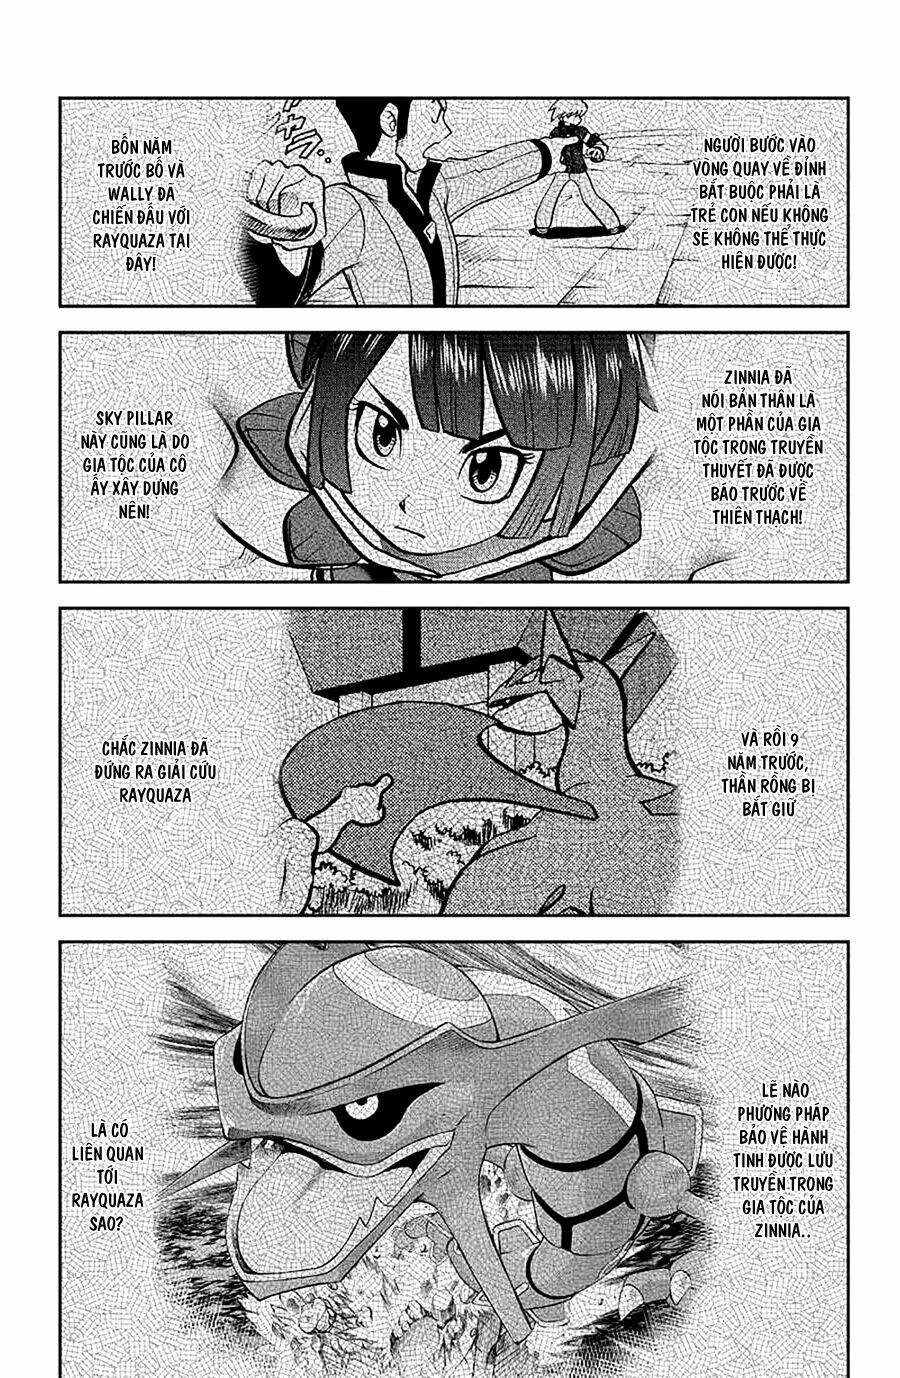 NGƯỜI BƯỚC VÀO
VÒNG QUAY VỀ ĐỈNH
BẮT BUỘC PHẢI LÀ
TRẺ CON NẾU KHÔNG
SẼ KHÔNG THỂ THỰC
HIỆN ĐƯỢC!
BỐN NĂM
TRƯỚC BỐ VÀ
WALLY ĐÃ
CHIẾN ĐẤU VỚI
RAYQUAZA TẠI
ĐÂY!
ZINNIA ĐÃ
NÓI BẢN THÂN LÀ
MỘT PHẦN CỦA GIA
TỘC TRONG TRUYỀN
THUYẾT ĐÃ ĐƯỢC
BÁO TRƯỚC VỀ
THIÊN THẠCH!
SKY PILLAR
NÀY CŨNG LÀ DO
GIA TỘC CỦA CÔ
ẤY XÂY DỰNG
NÊN!
VÀ RỒI 9
NĂM TRƯỚC,
THẦN RỒNG BỊ
BẮT GIỮ
CHẮC ZINNIA ĐÃ
ĐỨNG RA GIẢI CỨU
RAYQUAZA
LẼ NÀO
PHƯƠNG PHÁP
BẢO VỆ HÀNH
TINH ĐƯỢC LƯU
TRUYỀN TRONG
GIA TỘC CỦA
ZINNIA..
LÀ CÓ
LIÊN QUAN
TỚI
RAYQUAZA
SAO?